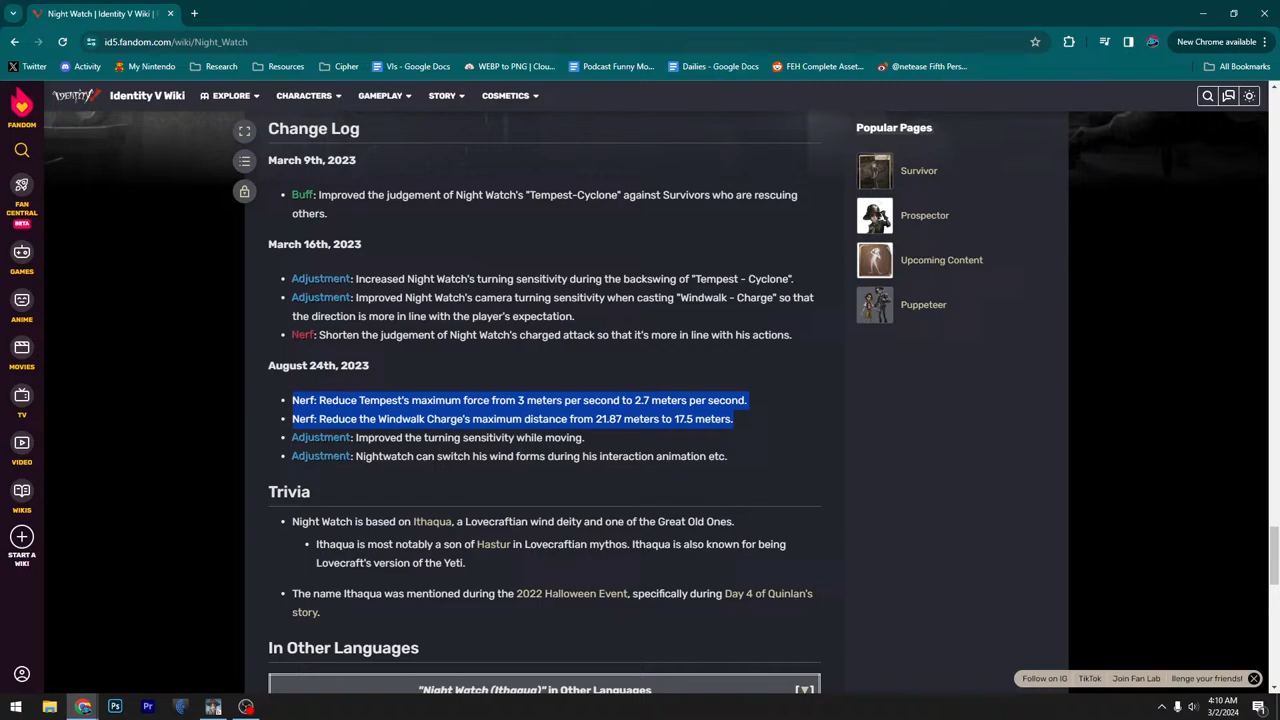 Night Watch | Identity V Wiki |
id5.fandom.com/wiki/Night_Watch
New Chrome available
Twitter
Activity
My Nintendo
Research
Resources
Cipher
VIs - Google Docs
WEBP to PNG | Clou...
Podcast Funny Mo...
Dailies - Google Docs
FEH Complete Asset...
@netease Fifth Pers...
All Bookmarks
IDENTITY V
Identity V Wiki
EXPLORE
CHARACTERS
GAMEPLAY
STORY
COSMETICS
FANDOM
FAN
CENTRAL
BETA
GAMES
ANIME
MOVIES
TV
VIDEO
WIKIS
START A
WIKI
Change Log
March 9th, 2023
Buff: Improved the judgement of Night Watch's "Tempest-Cyclone" against Survivors who are rescuing
others.
March 16th, 2023
Adjustment: Increased Night Watch's turning sensitivity during the backswing of "Tempest - Cyclone".
Adjustment: Improved Night Watch's camera turning sensitivity when casting "Windwalk - Charge" so that
the direction is more in line with the player's expectation.
Nerf: Shorten the judgement of Night Watch's charged attack so that it's more in line with his actions.
August 24th, 2023
Nerf: Reduce Tempest's maximum force from 3 meters per second to 2.7 meters per second.
Nerf: Reduce the Windwalk Charge's maximum distance from 21.87 meters to 17.5 meters.
Adjustment: Improved the turning sensitivity while moving.
Adjustment: Nightwatch can switch his wind forms during his interaction animation etc.
Trivia
Night Watch is based on Ithaqua, a Lovecraftian wind deity and one of the Great Old Ones.
Ithaqua is most notably a son of Hastur in Lovecraftian mythos. Ithaqua is also known for being
Lovecraft's version of the Yeti.
The name Ithaqua was mentioned during the 2022 Halloween Event, specifically during Day 4 of Quinlan's
story.
In Other Languages
"Night Watch (Ithaqua)" in Other Languages
[▼]
Popular Pages
Survivor
Prospector
Upcoming Content
Puppeteer
Follow on IG
TikTok
Join Fan Lab
llenge yourself!
4:10 AM
3/2/2024